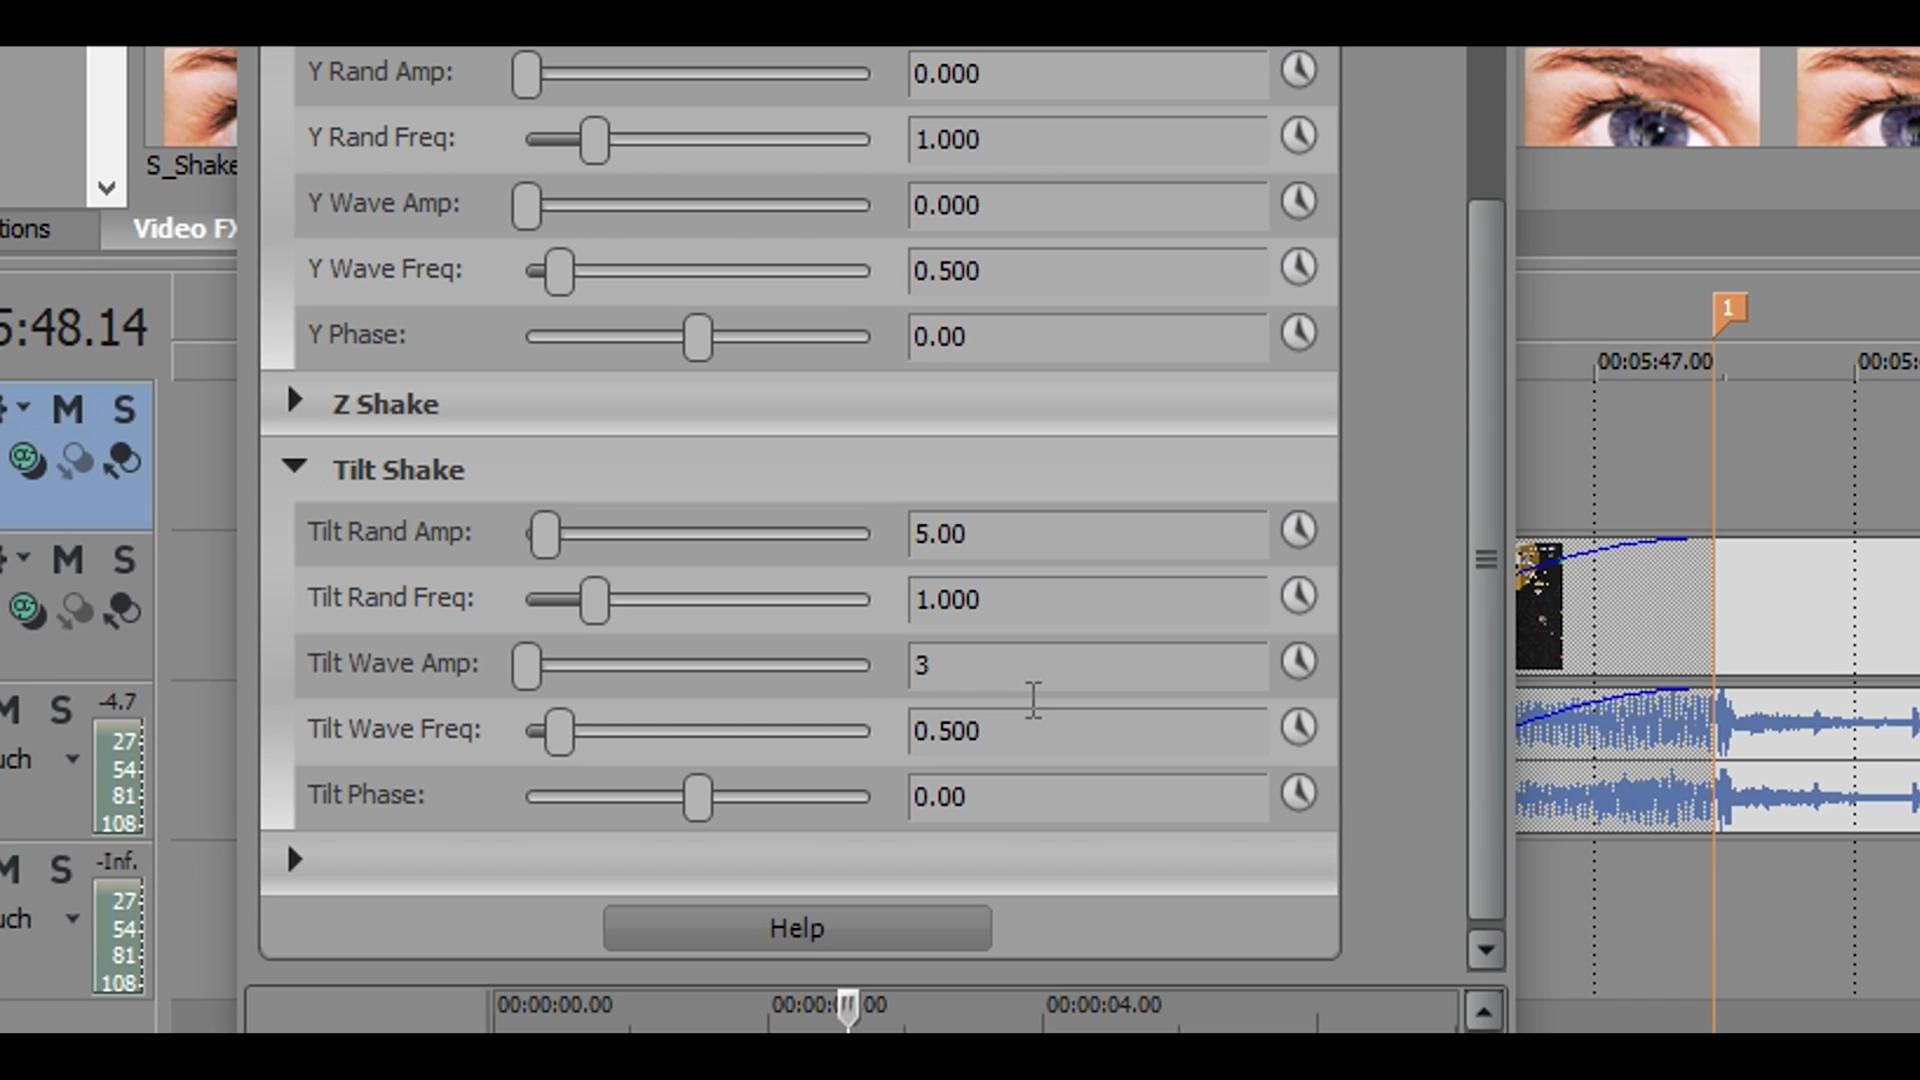 Y Rand Amp: 0.000
Y Rand Freq: 1.000
S_Shake
Y Wave Amp: 0.000
tions Video FX
Y Wave Freq: 0.500
1
5:48.14
Y Phase: 0.00
00:05:47.00 00:05:
Z Shake
M S
Tilt Shake
Tilt Rand Amp: 5.00
M S
Tilt Rand Freq: 1.000
Tilt Wave Amp: 3
M S -4.7
Tilt Wave Freq: 0.500
27
uch 54
Tilt Phase: 0.00
81
108
M S -Inf.
27
uch 54
Help
81
108
00:00:00.00 00:00: 00 00:00:04.00